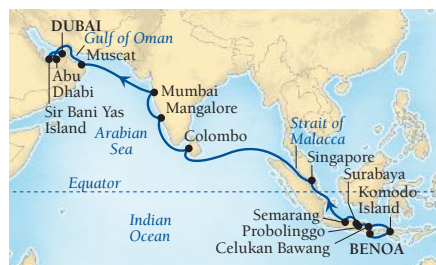 DUBAI
Gulf of Oman
Muscat
Abu
Dhabi
Sir Bani Yas
Island
Arabian
Sea
Mumbai
Mangalore
Colombo
Strait of
Malacca
Singapore
Surabaya
Komodo
Island
Equator
Indian
Ocean
Semarang
Probolinggo
Celukan Bawang
BENOA